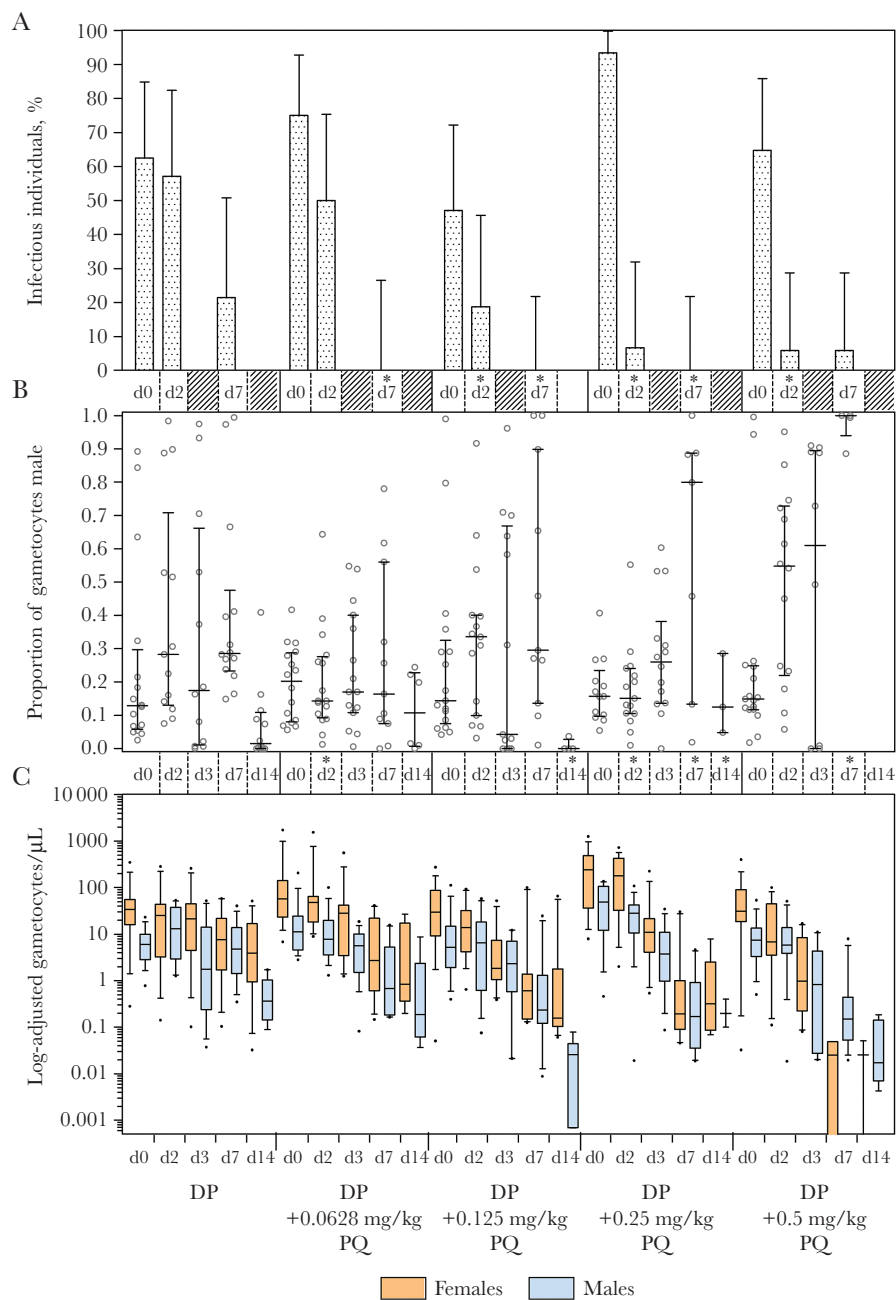 A
Infectious individuals, %
100
90
80
70
60
50
40
30
20
10
0
* * * * * *
d0 d2 d7 d0 d2 d7 d0 d2 d7 d0 d2 d7 d0 d2 d7
B
Proportion of gametocytes male
1.0
0.9
0.8
0.7
0.6
0.5
0.4
0.3
0.2
0.1
0.0
* * * * * *
d0 d2 d3 d7 d14 d0 d2 d3 d7 d14 d0 d2 d3 d7 d14 d0 d2 d3 d7 d14 d0 d2 d3 d7 d14
C
Log-adjusted gametocytes/µL
10 000
1000
100
10
1
0.1
0.01
0.001
d0 d2 d3 d7 d14 d0 d2 d3 d7 d14 d0 d2 d3 d7 d14 d0 d2 d3 d7 d14 d0 d2 d3 d7 d14
DP DP DP DP DP
+0.0628 mg/kg +0.125 mg/kg +0.25 mg/kg +0.5 mg/kg
PQ PQ PQ PQ
Females Males